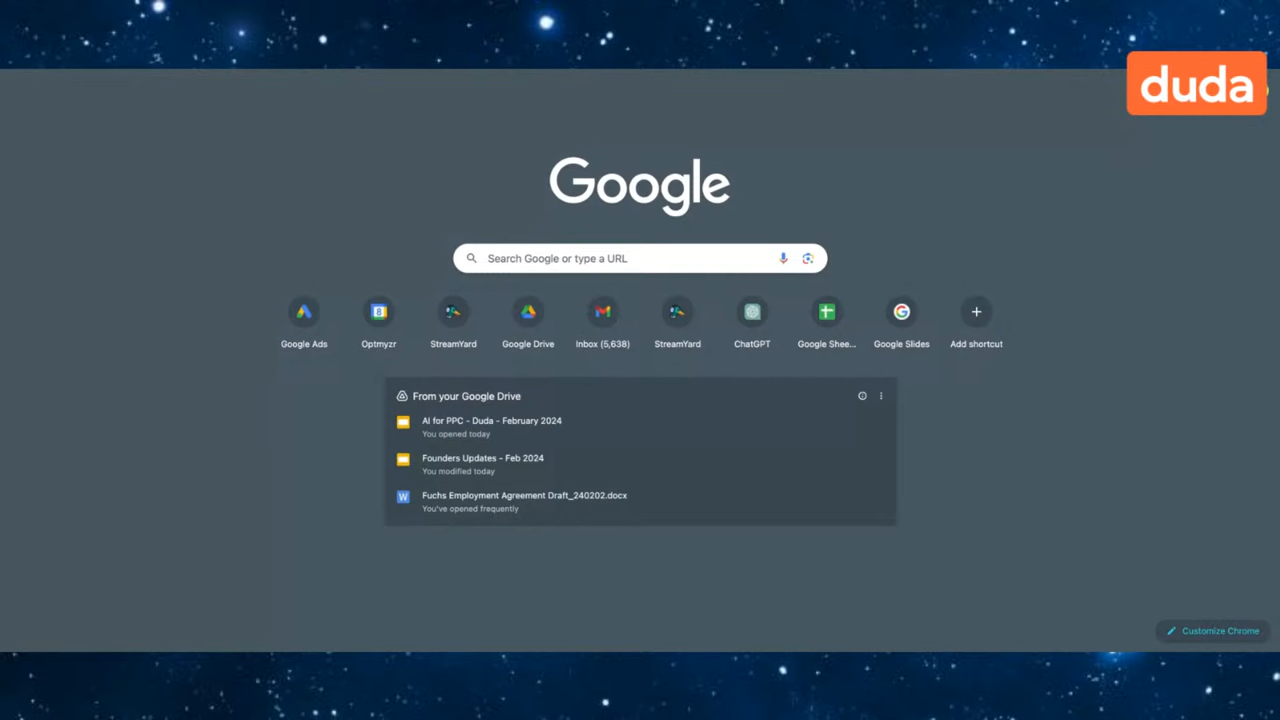 duda
Google
Search Google or type a URL
Google Ads
Optmyzr
StreamYard
Google Drive
Inbox (5,638)
StreamYard
ChatGPT
Google Shee...
Google Slides
Add shortcut
From your Google Drive
AI for PPC - Duda - February 2024
You opened today
Founders Updates - Feb 2024
You modified today
W
Fuchs Employment Agreement Draft_240202.docx
You've opened frequently
Customize Chrome